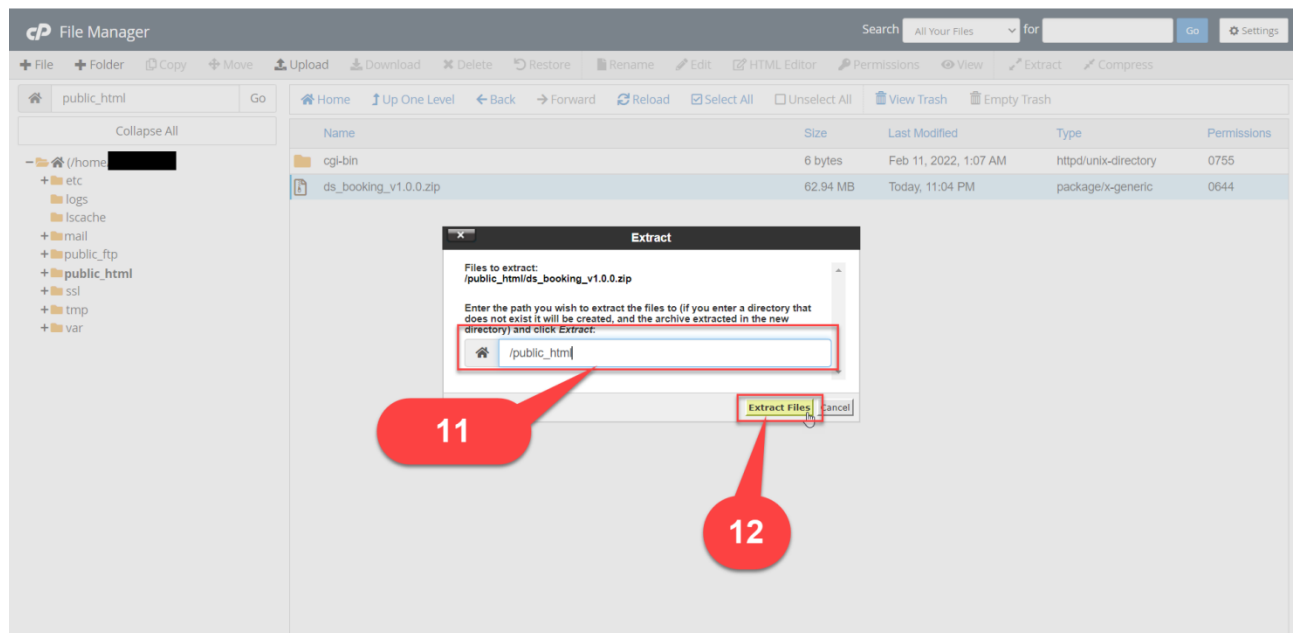 cP File Manager
Search All Your Files for Go Settings
File Folder Copy Move Upload Download Delete Restore Rename Edit HTML Editor Permissions View Extract Compress
public_html Go Home Up One Level Back Forward Reload Select All Unselect All View Trash Empty Trash
Collapse All
Name Size Last Modified Type Permissions
(/home
cgi-bin 6 bytes Feb 11, 2022, 1:07 AM httpd/unix-directory 0755
etc
ds_booking_v1.0.0.zip 62.94 MB Today, 11:04 PM package/x-generic 0644
logs
lscache
mail
public_ftp
public_html
ssl
tmp
var
Extract
Files to extract:
/public_html/ds_booking_v1.0.0.zip
Enter the path you wish to extract the files to (if you enter a directory that
does not exist it will be created, and the archive extracted in the new
directory) and click Extract:
/public_html
Extract Files Cancel
11
12